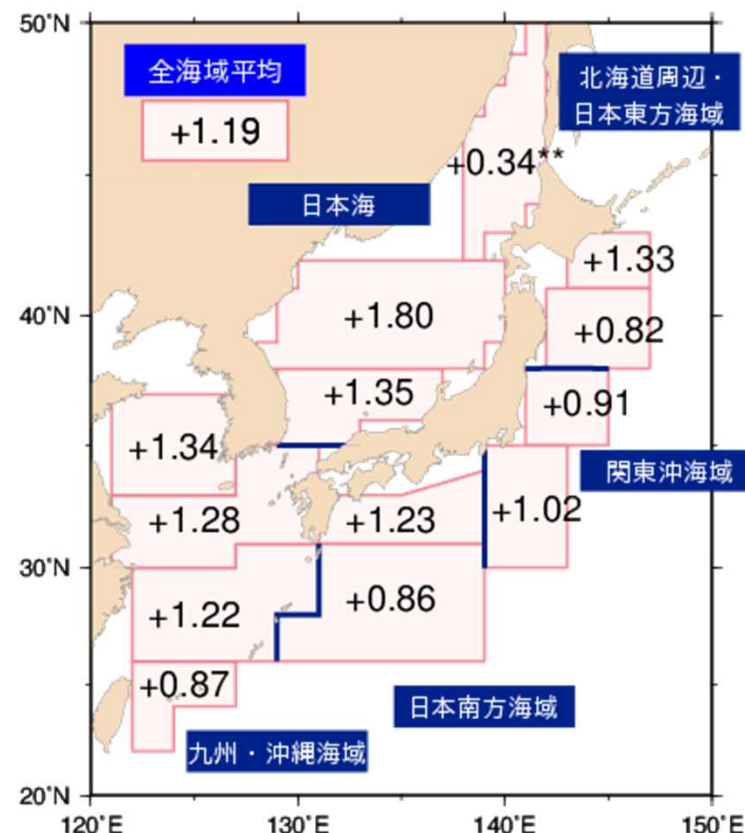 50°N
全海域平均
北海道周辺・
日本東方海域
+1.19
+0.34**
日本海
+1.33
40°N
+1.80
+0.82
+1.35
+0.91
+1.34
関東沖海域
+1.28
+1.23
+1.02
30°N
+1.22
+0.86
+0.87
日本南方海域
九州・沖縄海域
20°N
120°E
130°E
140°E
150°E